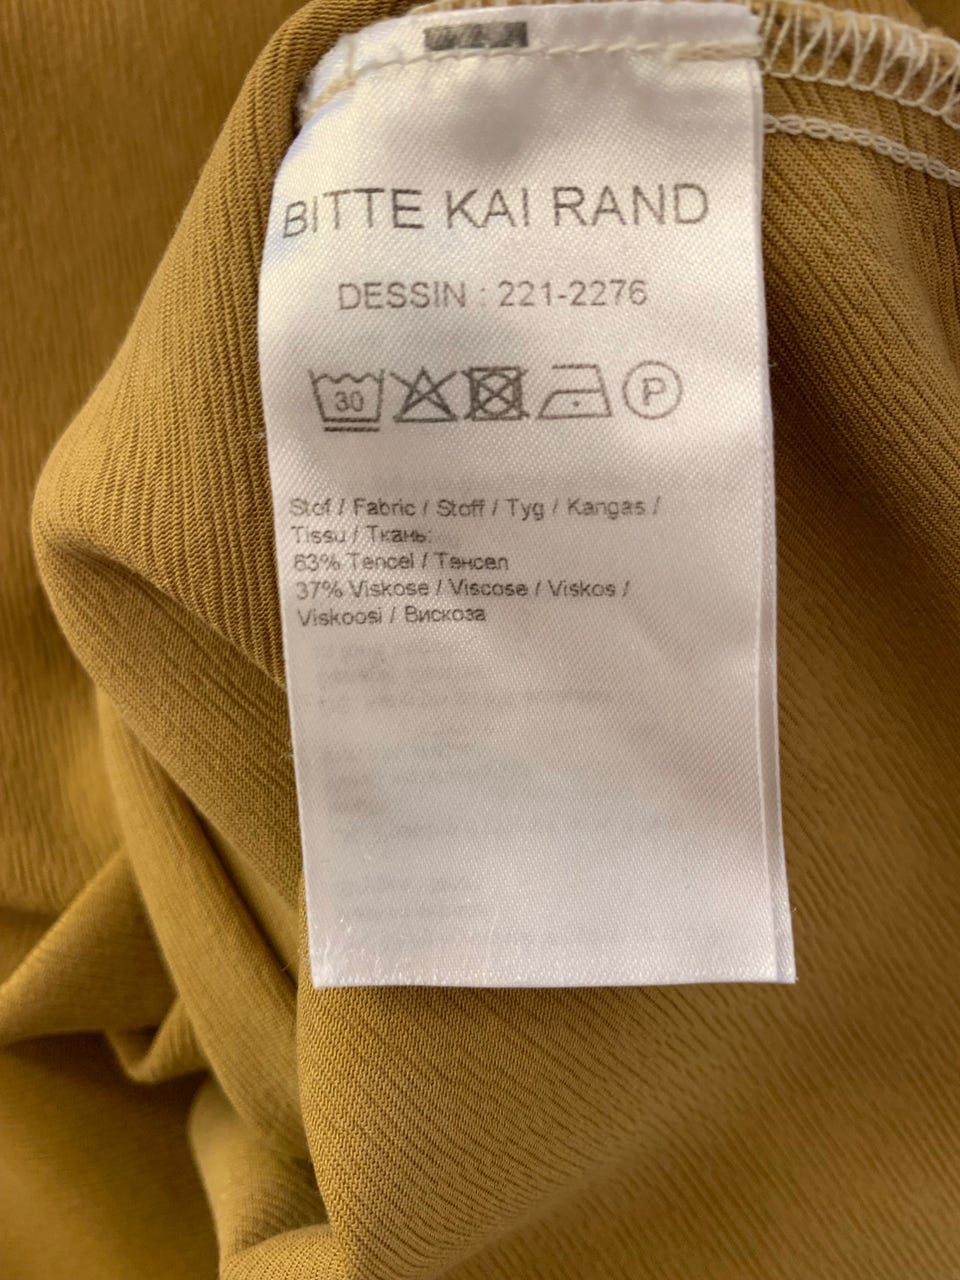 BITTE KAI RAND
DESSIN : 221-2276
30 P
Stof / Fabric / Stoff / Tyg / Kangas /
Tissu / Ткань:
63% Tencel / Тенсел
37% Viskose / Viscose / Viskos /
Viskoosi / Вискоза